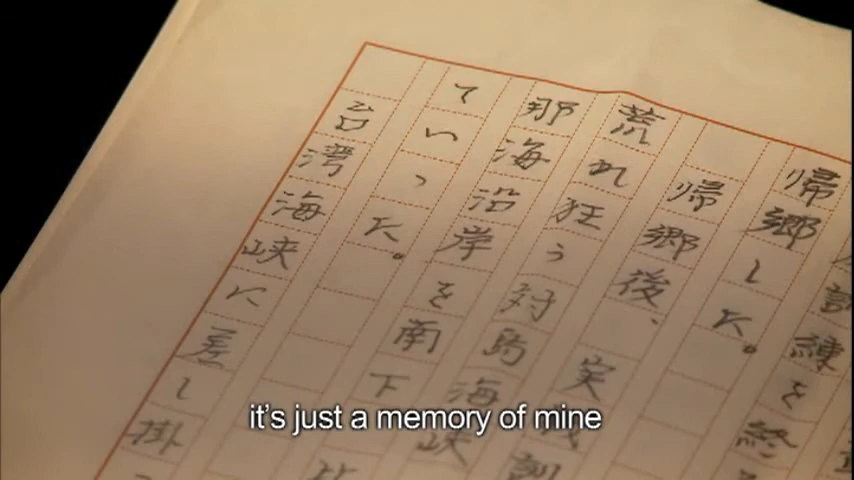 訓練を終
帰郷した。
帰郷後、実
荒れ狂う対馬海峡
那海沿岸を南下
ていった。
台湾海峡に差し掛
it's just a memory of mine